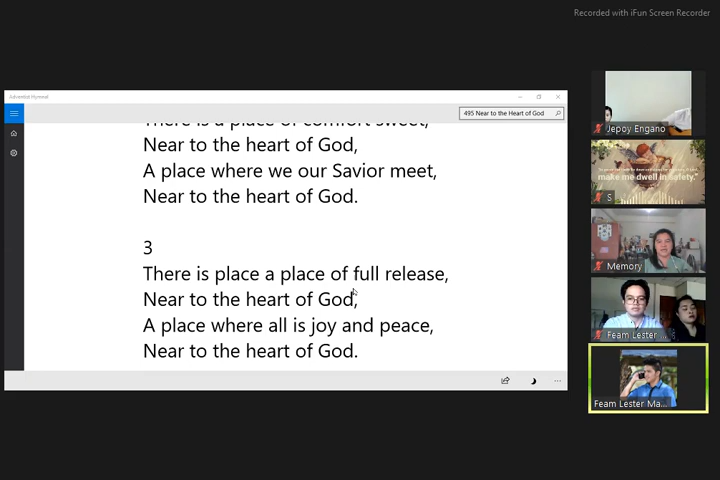 Recorded with iFun Screen Recorder
Adventist Hymnal
495 Near to the Heart of God
There is a place of comfort sweet,
Near to the heart of God,
A place where we our Savior meet,
Near to the heart of God.
3
There is place a place of full release,
Near to the heart of God,
A place where all is joy and peace,
Near to the heart of God.
Jepoy Engano
make me dwell in safety."
S
Memory
Feam Lester ...
Feam Lester Ma...